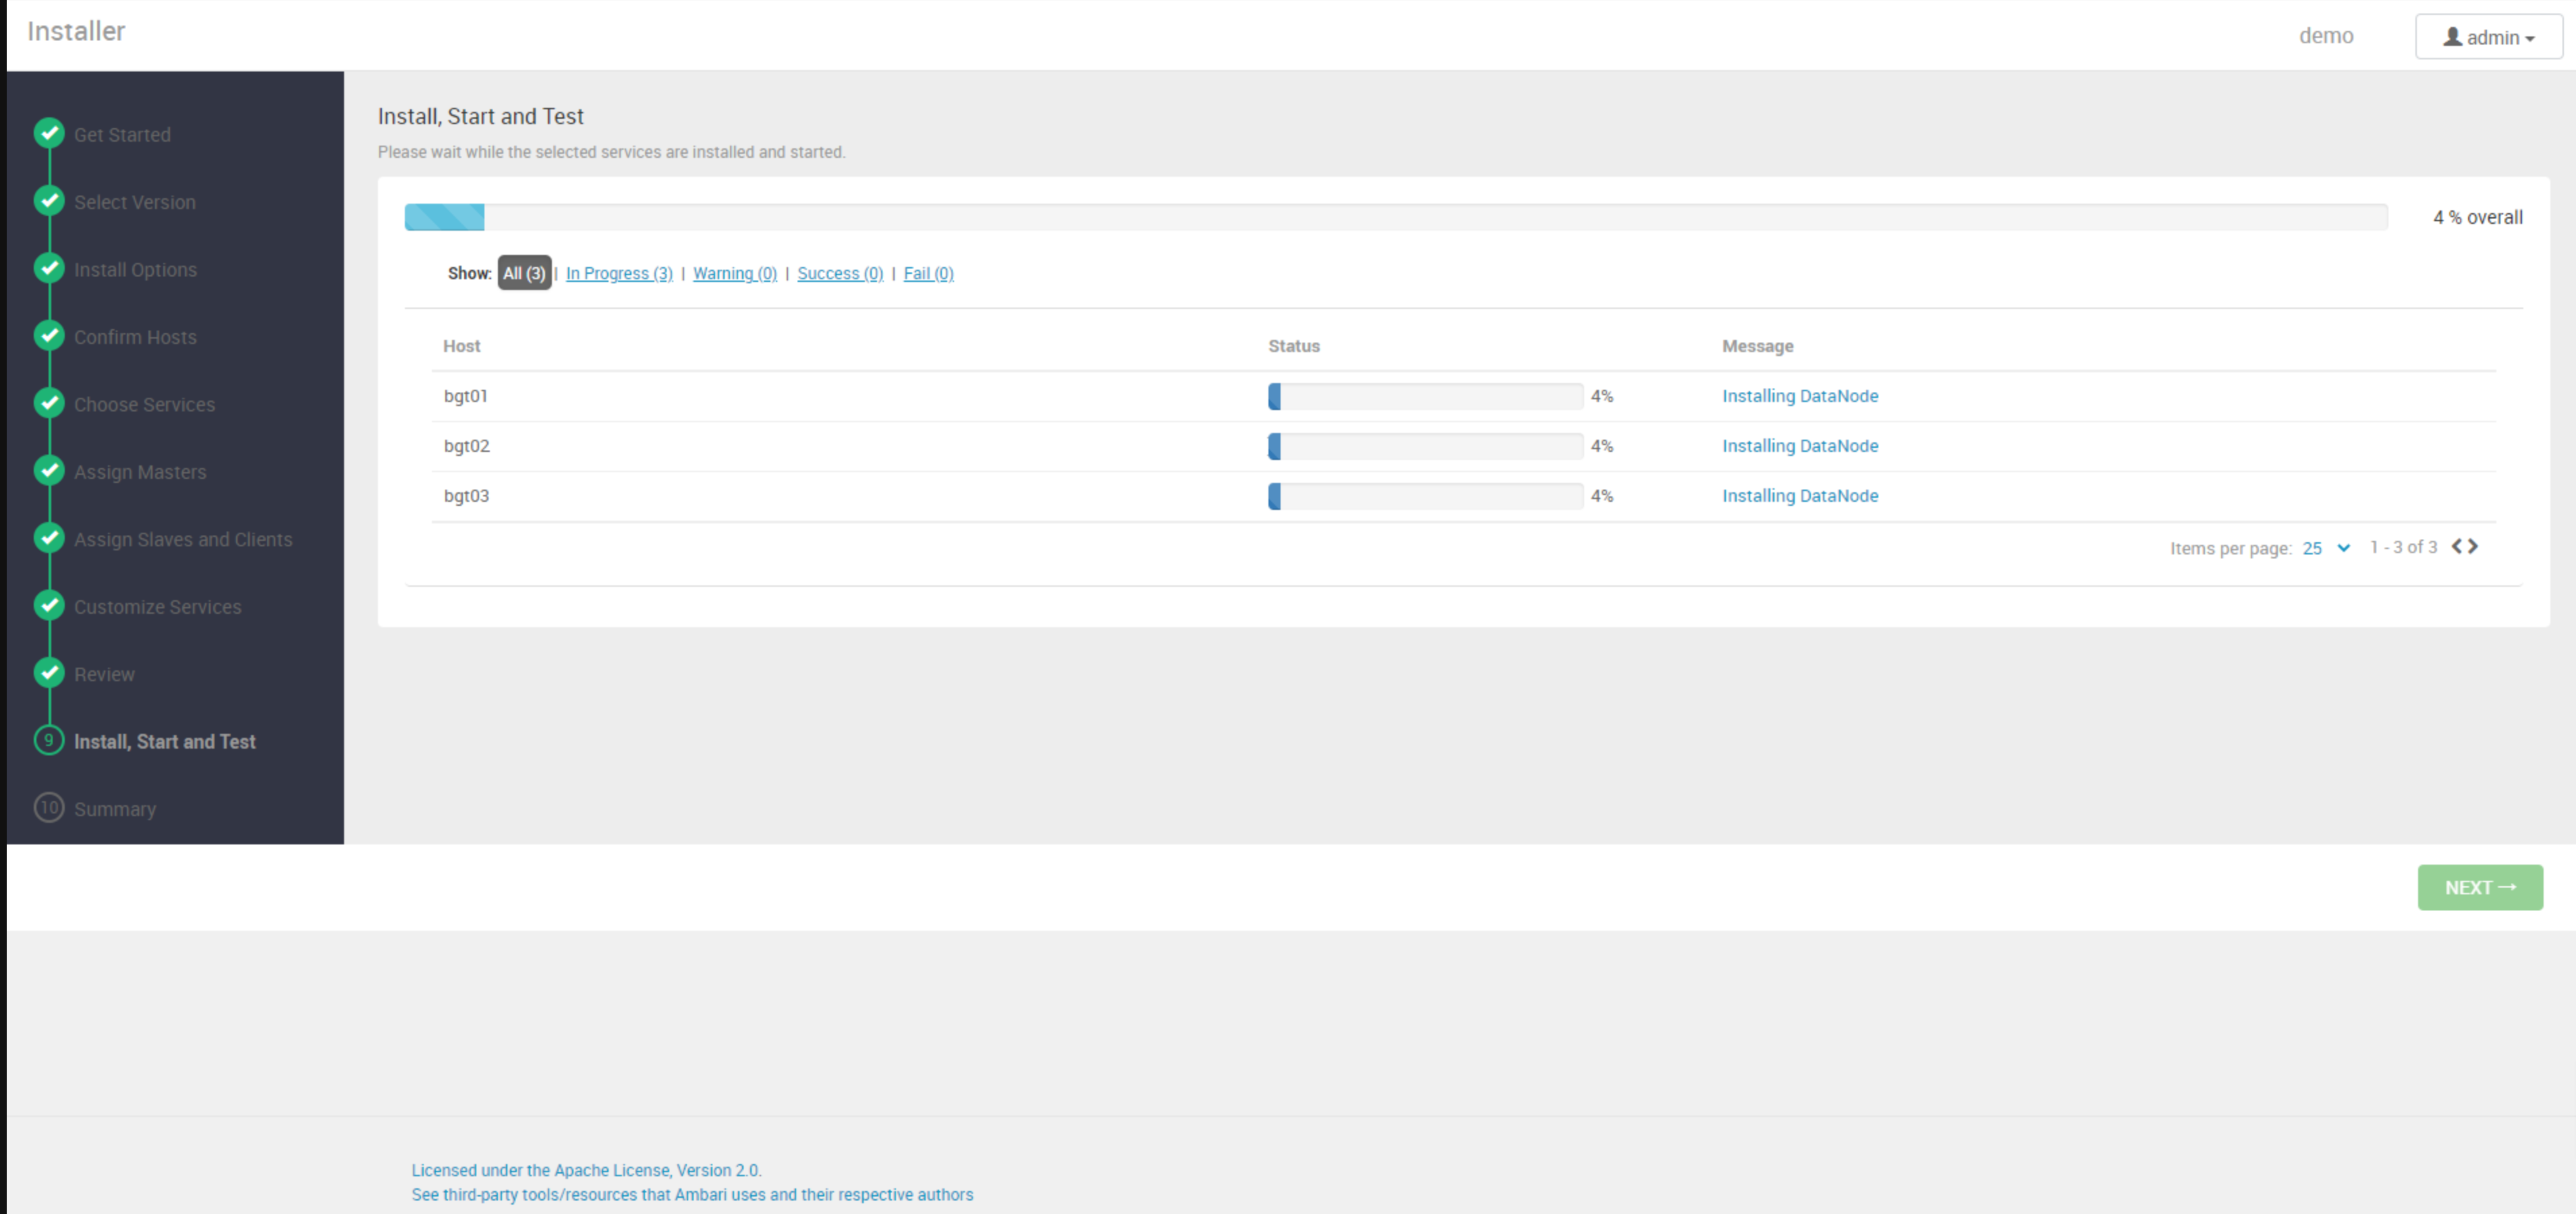 Installer
demo
admin
Get Started
Select Version
Install Options
Confirm Hosts
Choose Services
Assign Masters
Assign Slaves and Clients
Customize Services
Review
9 Install, Start and Test
10 Summary
Install, Start and Test
Please wait while the selected services are installed and started.
4 % overall
Show: All (3) | In Progress (3) | Warning (0) | Success (0) | Fail (0)
Host Status Message
bgt01 4% Installing DataNode
bgt02 4% Installing DataNode
bgt03 4% Installing DataNode
Items per page: 25 1 - 3 of 3
NEXT →
Licensed under the Apache License, Version 2.0.
See third-party tools/resources that Ambari uses and their respective authors